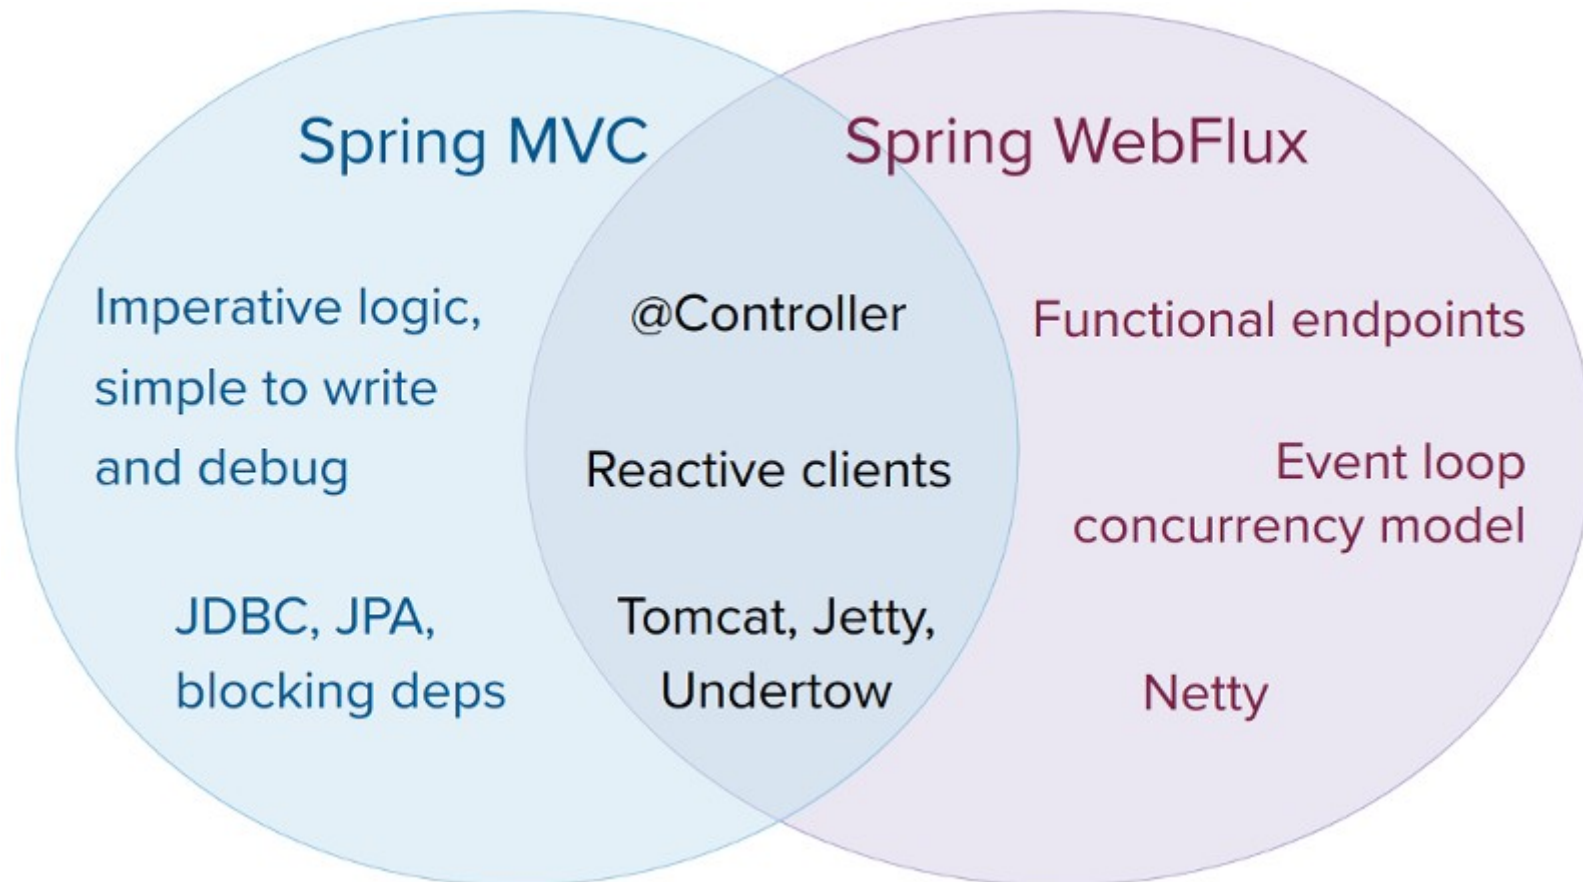 Spring MVC
Spring WebFlux
Imperative logic,
simple to write
and debug
JDBC, JPA,
blocking deps
@Controller
Reactive clients
Tomcat, Jetty,
Undertow
Functional endpoints
Event loop
concurrency model
Netty